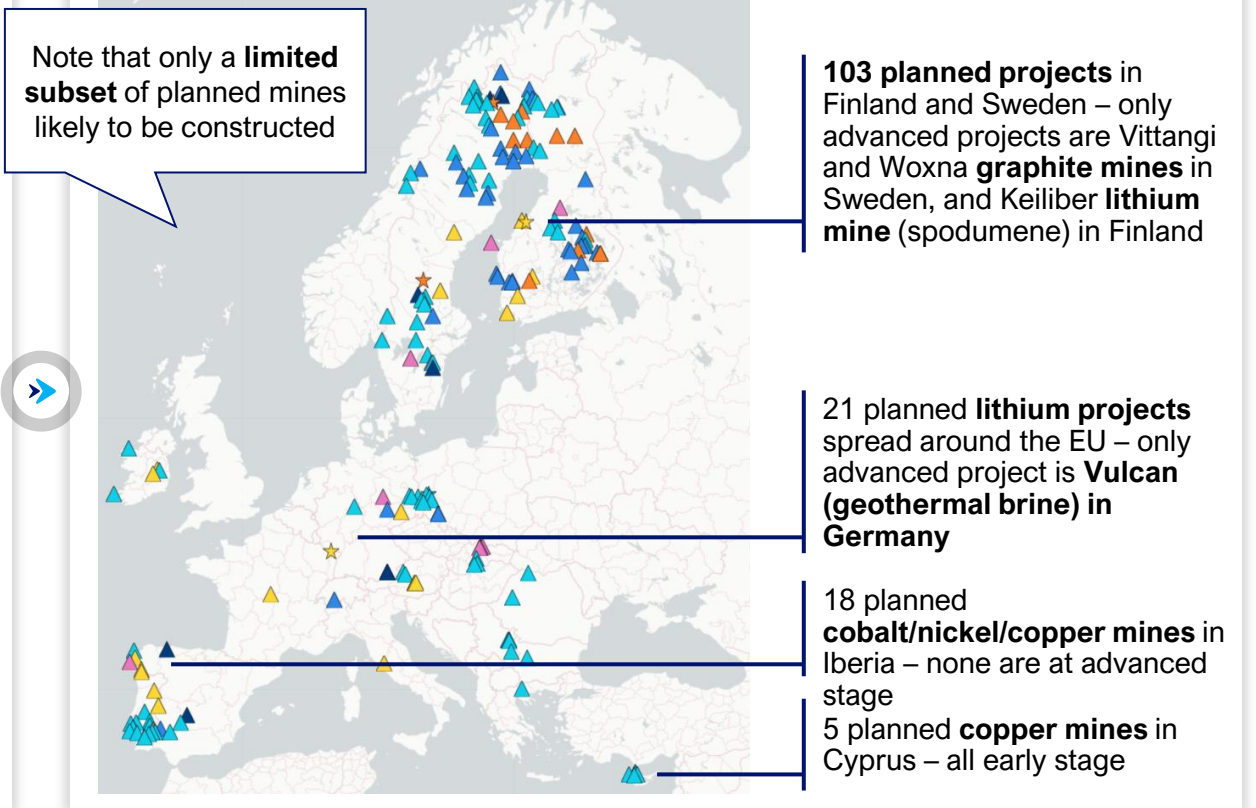 Note that only a limited
subset of planned mines
likely to be constructed
103 planned projects in
Finland and Sweden – only
advanced projects are Vittangi
and Woxna graphite mines in
Sweden, and Keiliber lithium
mine (spodumene) in Finland
21 planned lithium projects
spread around the EU – only
advanced project is Vulcan
(geothermal brine) in
Germany
18 planned
cobalt/nickel/copper mines in
Iberia – none are at advanced
stage
5 planned copper mines in
Cyprus – all early stage